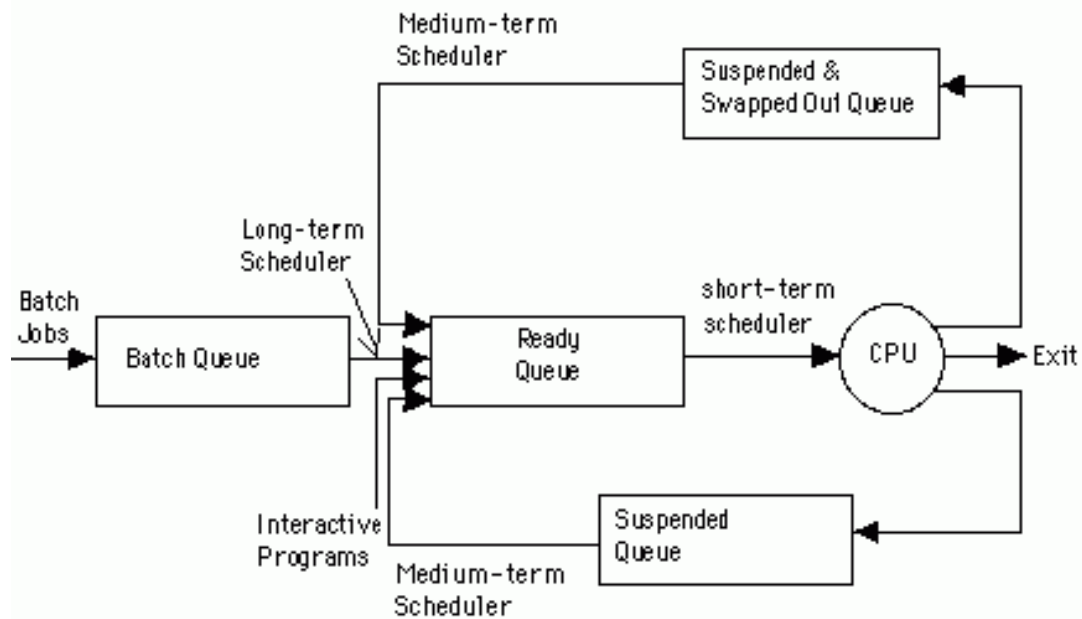 Medium-term
Scheduler
Suspended &
Swapped Out Queue
Long-term
Scheduler
Batch
Jobs
Batch Queue
Ready
Queue
short-term
scheduler
CPU
Exit
Interactive
Programs
Suspended
Queue
Medium-term
Scheduler